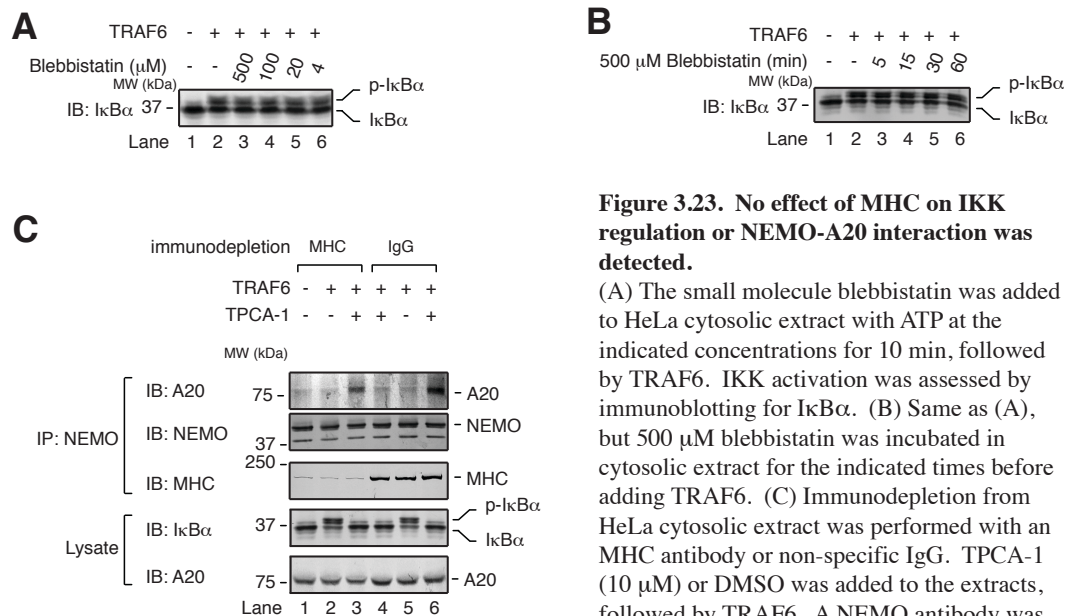 A
TRAF6 - + + + + +
Blebbistatin (μM) - - 500 100 20 4
MW (kDa)
IB: IκBα 37 -
p-IκBα
IκBα
Lane 1 2 3 4 5 6
B
TRAF6 - + + + + +
500 μM Blebbistatin (min) - - 5 15 30 60
MW (kDa)
IB: IκBα 37 -
p-IκBα
IκBα
Lane 1 2 3 4 5 6
C
immunodepletion MHC IgG
TRAF6 - + + + + +
TPCA-1 - - + + - +
MW (kDa)
IP: NEMO
IB: A20 75 - - A20
IB: NEMO 37 - - NEMO
250 -
IB: MHC - MHC
Lysate
IB: IκBα 37 - p-IκBα
IκBα
IB: A20 75 - - A20
Lane 1 2 3 4 5 6
Figure 3.23. No effect of MHC on IKK
regulation or NEMO-A20 interaction was
detected.
(A) The small molecule blebbistatin was added
to HeLa cytosolic extract with ATP at the
indicated concentrations for 10 min, followed
by TRAF6. IKK activation was assessed by
immunoblotting for IκBα. (B) Same as (A),
but 500 μM blebbistatin was incubated in
cytosolic extract for the indicated times before
adding TRAF6. (C) Immunodepletion from
HeLa cytosolic extract was performed with an
MHC antibody or non-specific IgG. TPCA-1
(10 μM) or DMSO was added to the extracts,
followed by TRAF6. A NEMO antibody was